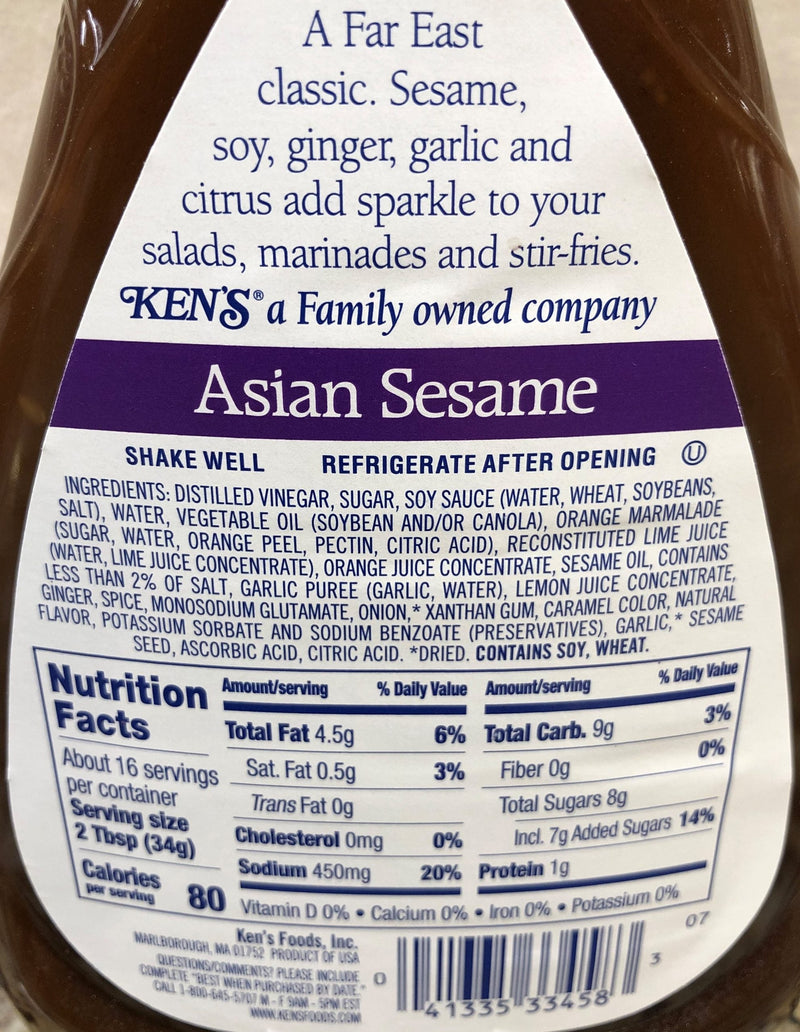 A Far East
classic. Sesame,
soy, ginger, garlic and
citrus add sparkle to your
salads, marinades and stir-fries.
KEN'S® a Family owned company
Asian Sesame
SHAKE WELL REFRIGERATE AFTER OPENING Ⓤ
INGREDIENTS: DISTILLED VINEGAR, SUGAR, SOY SAUCE (WATER, WHEAT, SOYBEANS,
SALT), WATER, VEGETABLE OIL (SOYBEAN AND/OR CANOLA), ORANGE MARMALADE
(SUGAR, WATER, ORANGE PEEL, PECTIN, CITRIC ACID), RECONSTITUTED LIME JUICE
(WATER, LIME JUICE CONCENTRATE), ORANGE JUICE CONCENTRATE, SESAME OIL, CONTAINS
LESS THAN 2% OF SALT, GARLIC PUREE (GARLIC, WATER), LEMON JUICE CONCENTRATE,
GINGER, SPICE, MONOSODIUM GLUTAMATE, ONION,* XANTHAN GUM, CARAMEL COLOR, NATURAL
FLAVOR, POTASSIUM SORBATE AND SODIUM BENZOATE (PRESERVATIVES), GARLIC,* SESAME
SEED, ASCORBIC ACID, CITRIC ACID. *DRIED. CONTAINS SOY, WHEAT.
Nutrition
Facts
About 16 servings
per container
Serving size
2 Tbsp (34g)
Calories
per serving 80
Amount/serving % Daily Value
Total Fat 4.5g 6%
Sat. Fat 0.5g 3%
Trans Fat 0g
Cholesterol 0mg 0%
Sodium 450mg 20%
Amount/serving % Daily Value
Total Carb. 9g 3%
Fiber 0g 0%
Total Sugars 8g
Incl. 7g Added Sugars 14%
Protein 1g
Vitamin D 0% • Calcium 0% • Iron 0% • Potassium 0%
Ken's Foods, Inc.
MARLBOROUGH, MA 01752 PRODUCT OF USA
QUESTIONS/COMMENTS? PLEASE INCLUDE
COMPLETE "BEST WHEN PURCHASED BY DATE."
CALL 1-800-645-5707 M - F 9AM - 5PM EST
WWW.KENSFOODS.COM
0 41335 33458 3
07